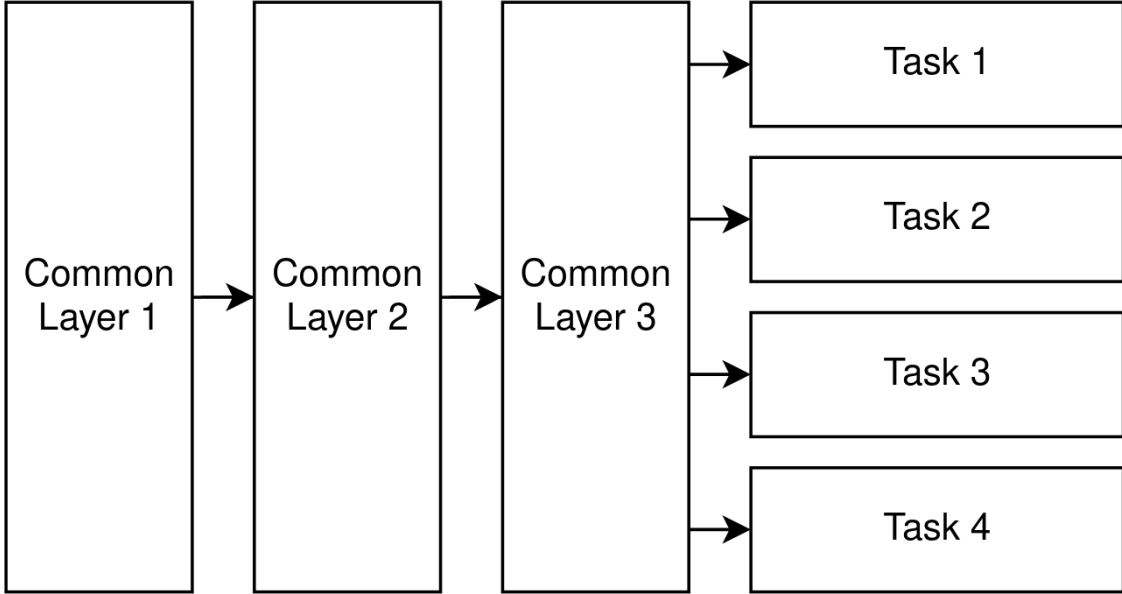 Common
Layer 1
Common
Layer 2
Common
Layer 3
Task 1
Task 2
Task 3
Task 4